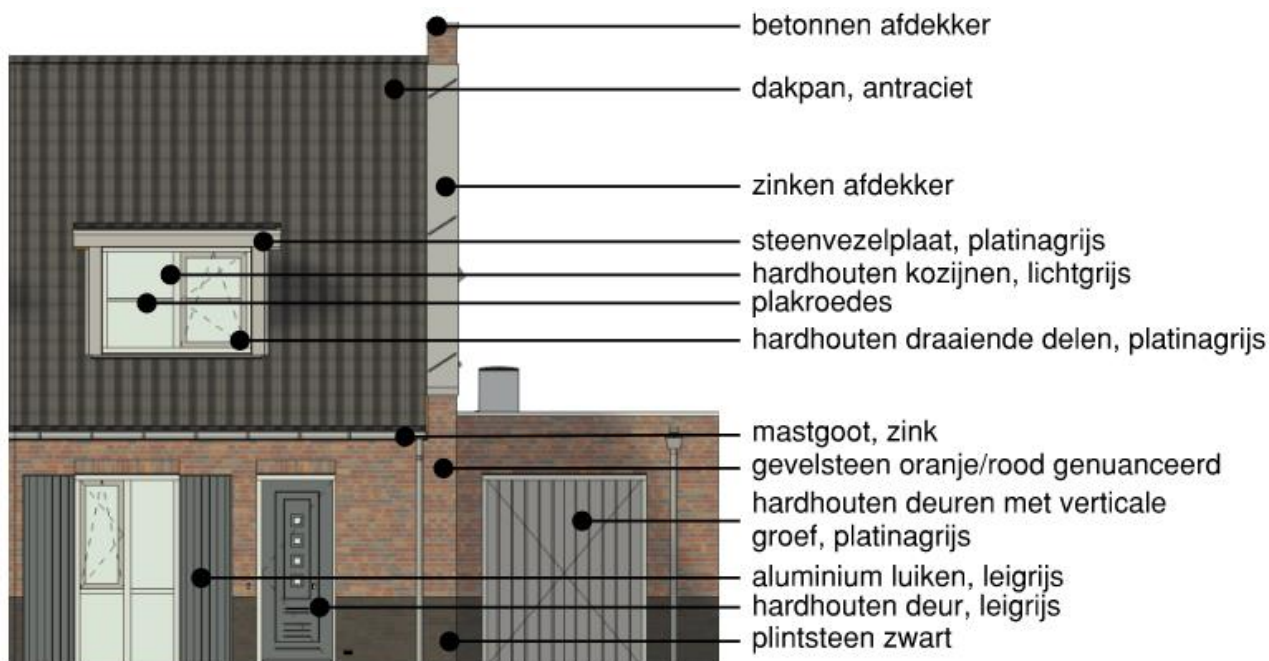 betonnen afdekker
dakpan, antraciet
zinken afdekker
steenvezelplaat, platinagrijs
hardhouten kozijnen, lichtgrijs
plakroedes
hardhouten draaiende delen, platinagrijs
mastgoot, zink
gevelsteen oranje/rood genuanceerd
hardhouten deuren met verticale
groef, platinagrijs
aluminium luiken, leigrijs
hardhouten deur, leigrijs
plintsteen zwart